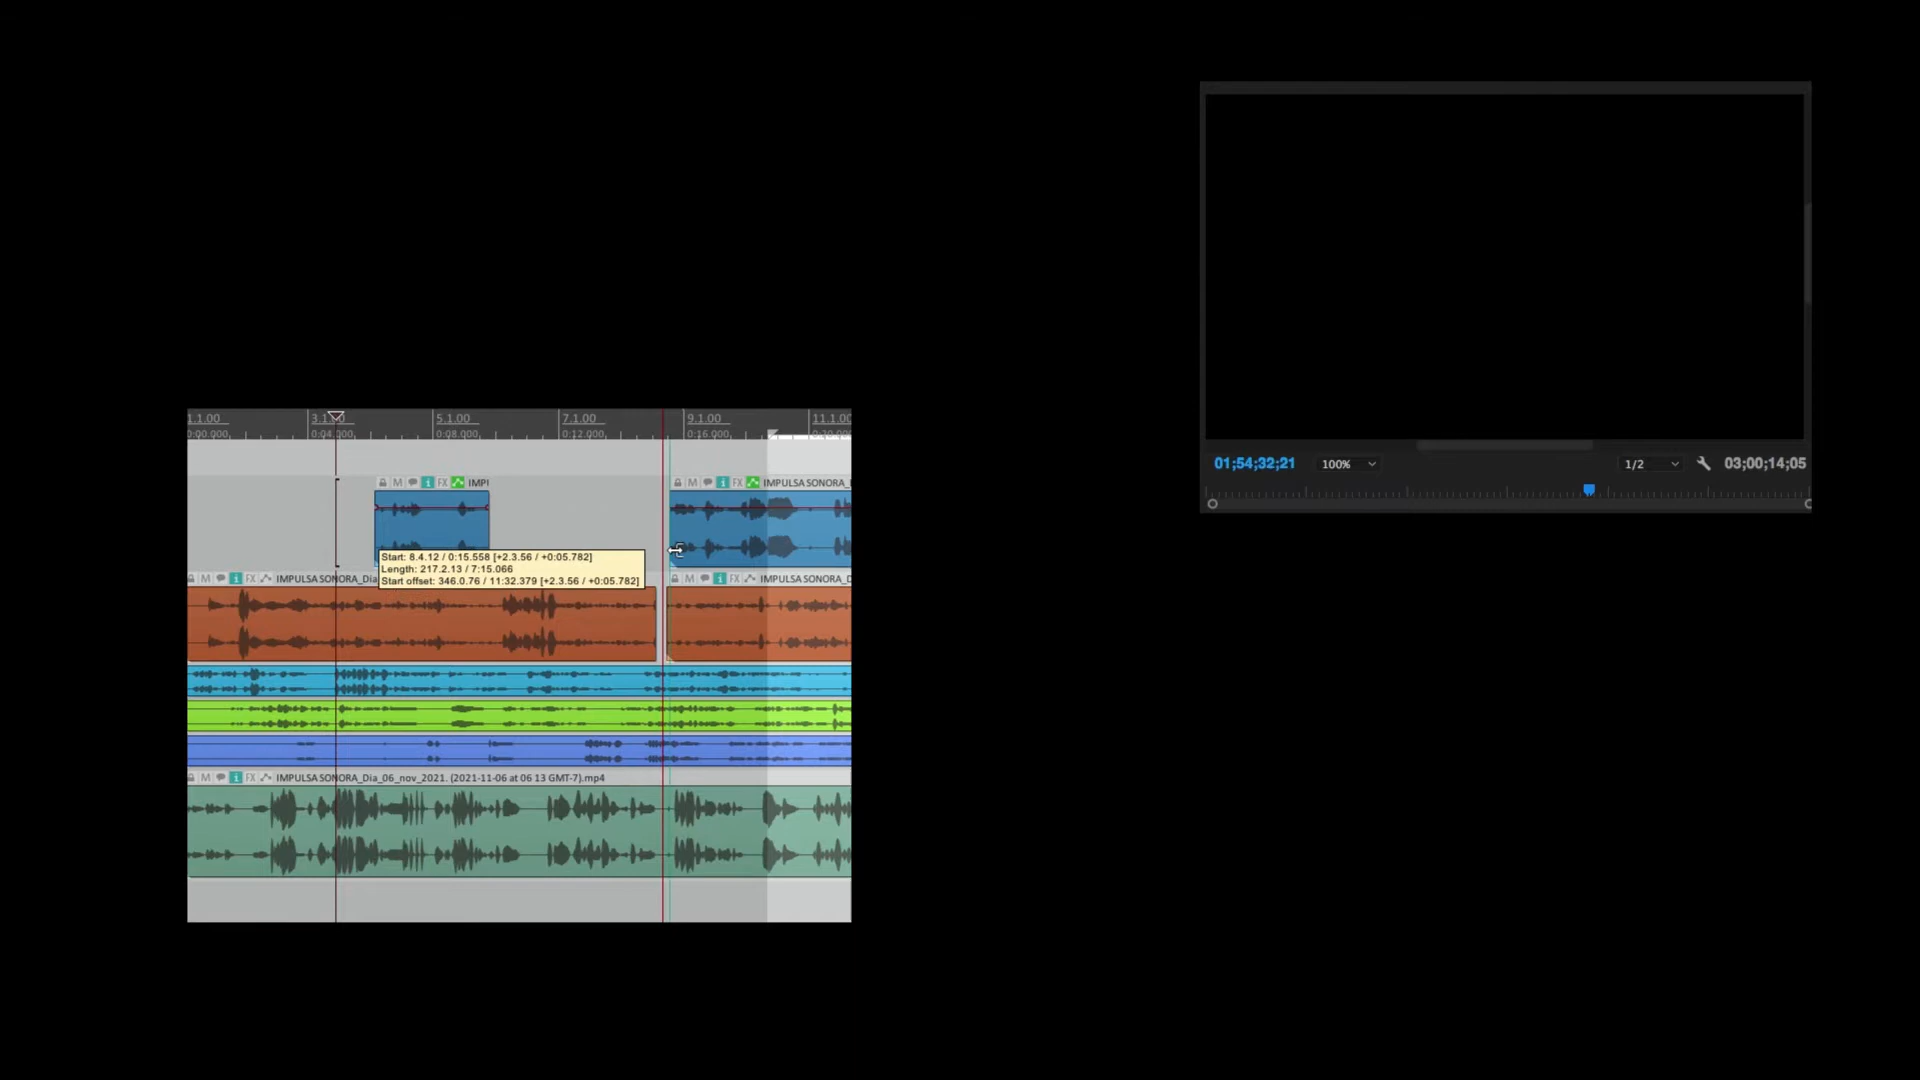 1.1.00
3.1.00
5.1.00
7.1.00
9.1.00
11.1.00
0:00.000
0:04.000
0:08.000
0:12.000
0:16.000
M
FX
IMPI
M
FX
IMPULSA SONORA_
Start: 8.4.12 / 0:15.558 [+2.3.56 / +0:05.782]
Length: 217.2.13 / 7:15.066
Start offset: 346.0.76 / 11:32.379 [+2.3.56 / +0:05.782]
M
FX
IMPULSA SONORA_Dia
M
FX
IMPULSA SONORA_D
M
FX
IMPULSA SONORA_Dia_06_nov_2021. (2021-11-06 at 06 13 GMT-7).mp4
01;54;32;21
100%
1/2
03;00;14;05